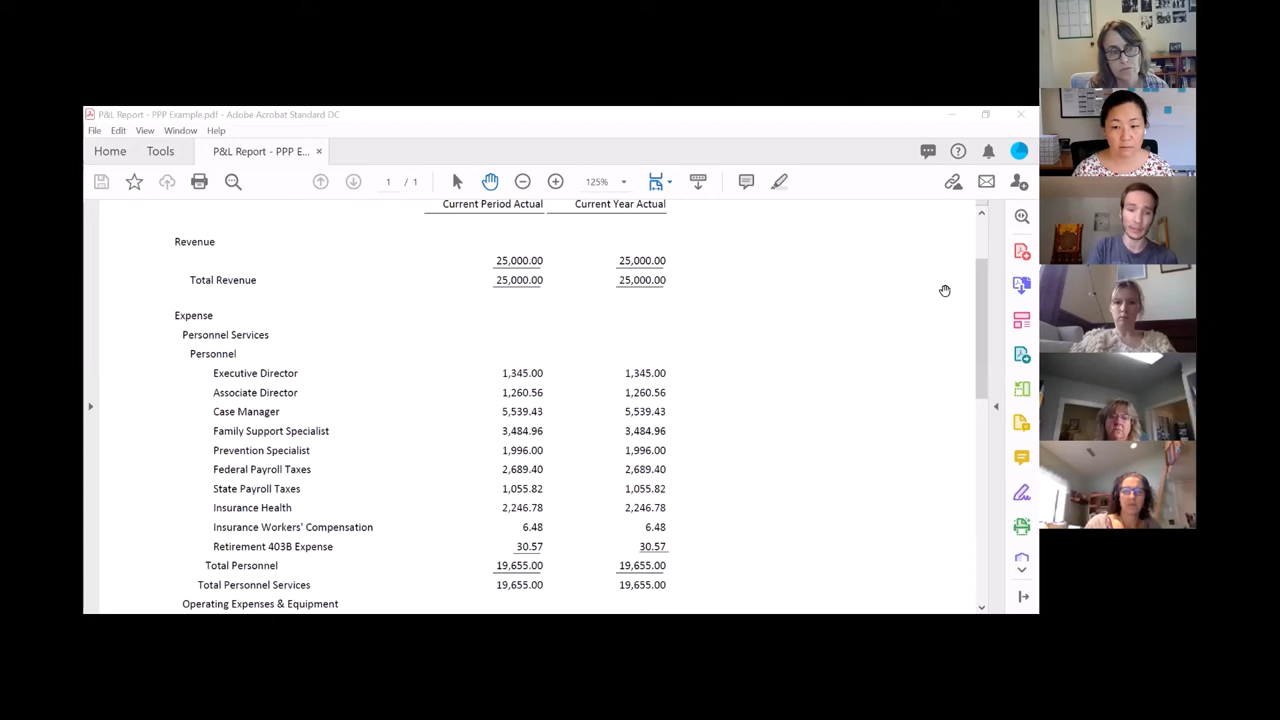 P&L Report - PPP Example.pdf - Adobe Acrobat Standard DC
File Edit View Window Help
Home Tools P&L Report - PPP E... ×
1 / 1 125%
Current Period Actual Current Year Actual
Revenue
25,000.00 25,000.00
Total Revenue 25,000.00 25,000.00
Expense
Personnel Services
Personnel
Executive Director 1,345.00 1,345.00
Associate Director 1,260.56 1,260.56
Case Manager 5,539.43 5,539.43
Family Support Specialist 3,484.96 3,484.96
Prevention Specialist 1,996.00 1,996.00
Federal Payroll Taxes 2,689.40 2,689.40
State Payroll Taxes 1,055.82 1,055.82
Insurance Health 2,246.78 2,246.78
Insurance Workers' Compensation 6.48 6.48
Retirement 403B Expense 30.57 30.57
Total Personnel 19,655.00 19,655.00
Total Personnel Services 19,655.00 19,655.00
Operating Expenses & Equipment